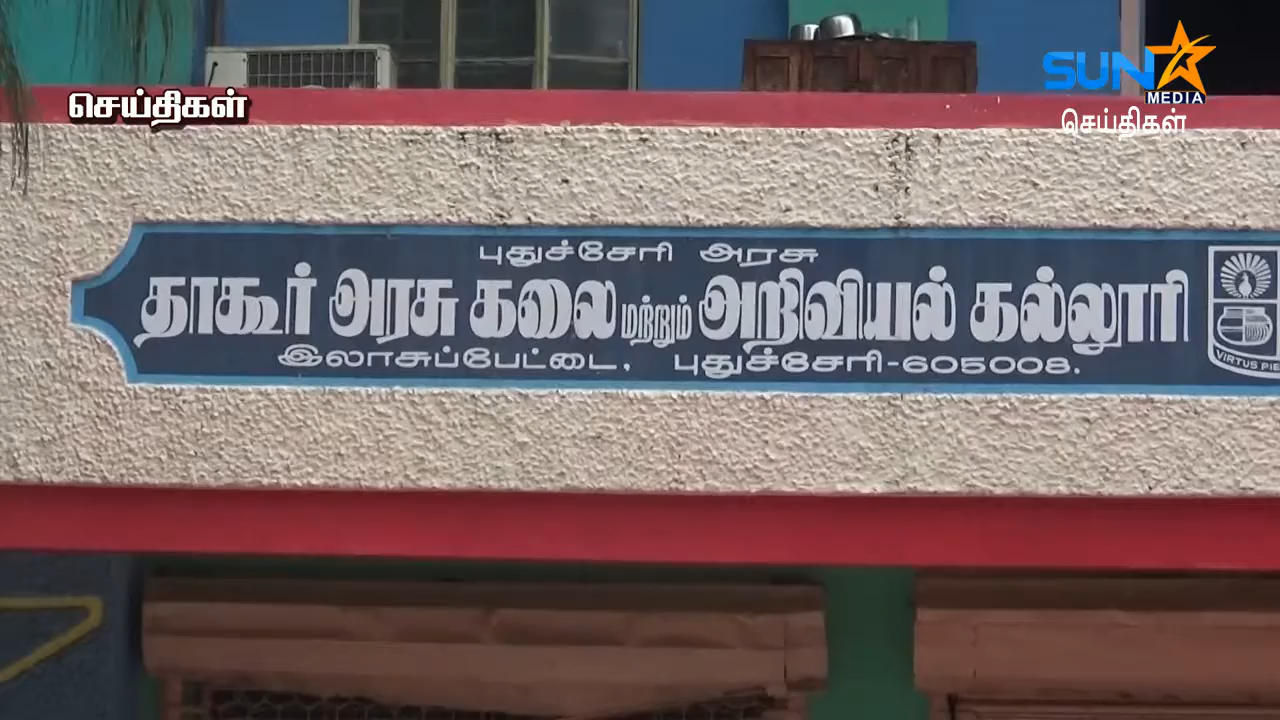 செய்திகள்
SUN
MEDIA
செய்திகள்
புதுச்சேரி அரசு
தாகூர் அரசு கலை மற்றும் அறிவியல் கல்லூரி
இலாசுப்பேட்டை, புதுச்சேரி-605008.
VIRTUS PIE